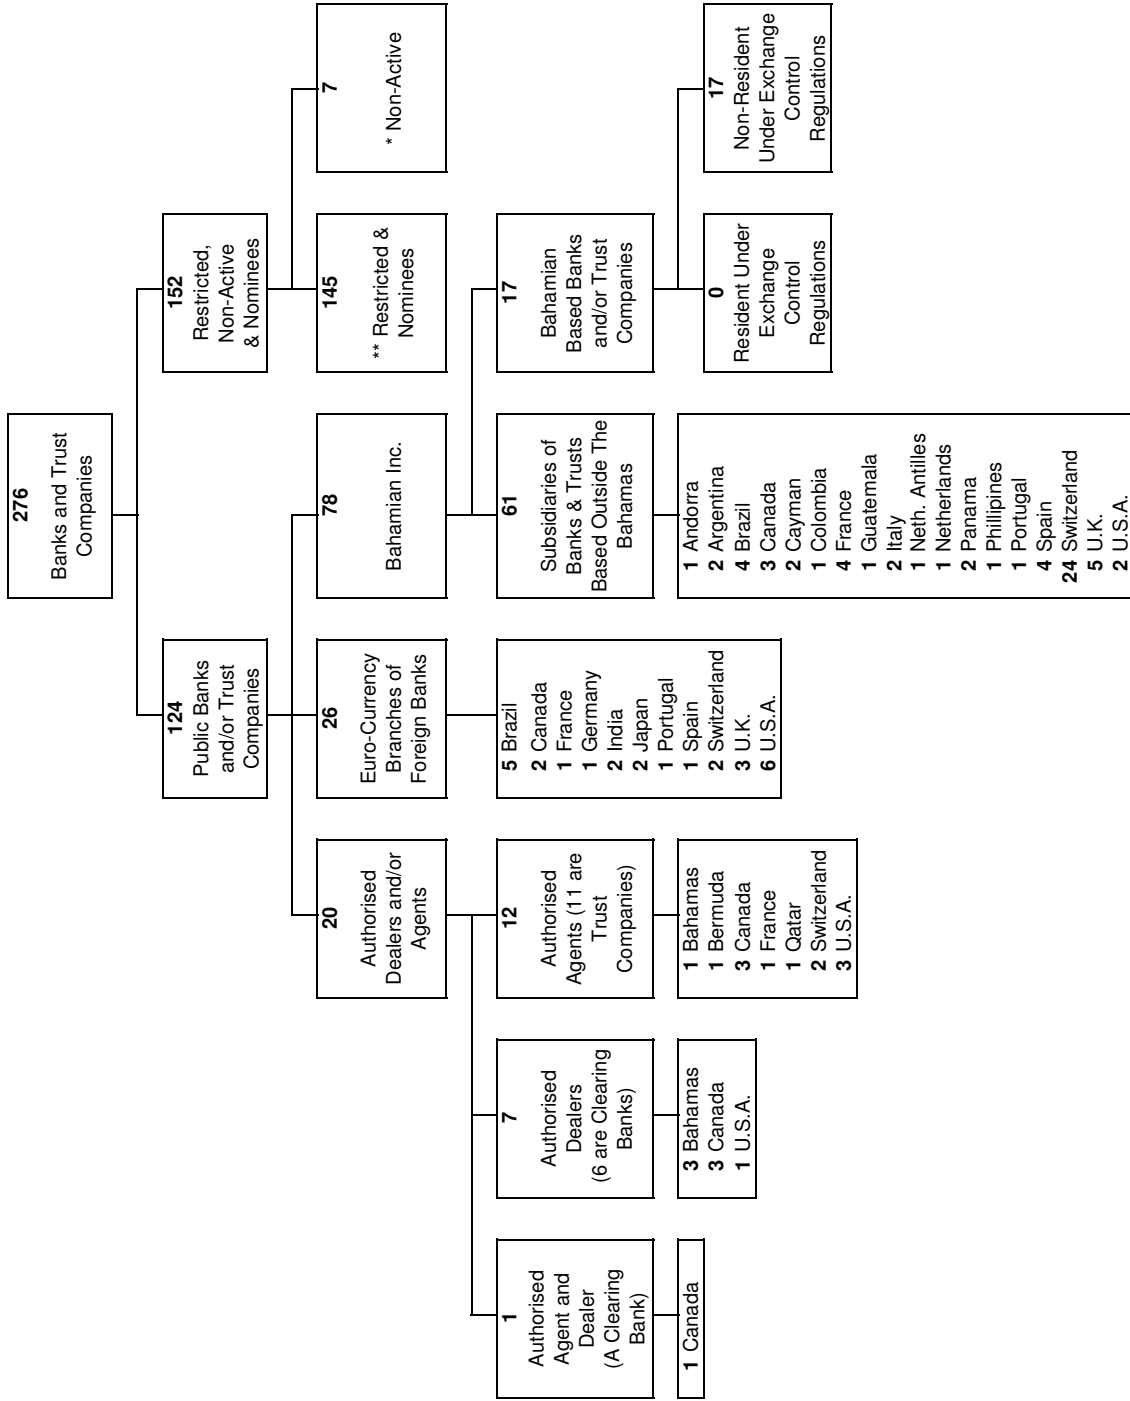 276
Banks and Trust
Companies
124
Public Banks
and/or Trust
Companies
152
Restricted,
Non-Active
& Nominees
20
Authorised
Dealers and/or
Agents
26
Euro-Currency
Branches of
Foreign Banks
78
Bahamian Inc.
145
** Restricted &
Nominees
7
* Non-Active
1
Authorised
Agent and
Dealer
(A Clearing
Bank)
7
Authorised
Dealers
(6 are Clearing
Banks)
12
Authorised
Agents (11 are
Trust
Companies)
5 Brazil
2 Canada
1 France
1 Germany
2 India
2 Japan
1 Portugal
1 Spain
2 Switzerland
3 U.K.
6 U.S.A.
61
Subsidiaries of
Banks & Trusts
Based Outside The
Bahamas
17
Bahamian
Based Banks
and/or Trust
Companies
1 Canada
3 Bahamas
3 Canada
1 U.S.A.
1 Bahamas
1 Bermuda
3 Canada
1 France
1 Qatar
2 Switzerland
3 U.S.A.
1 Andorra
2 Argentina
4 Brazil
3 Canada
2 Cayman
1 Colombia
4 France
1 Guatemala
2 Italy
1 Neth. Antilles
1 Netherlands
2 Panama
1 Phillipines
1 Portugal
4 Spain
24 Switzerland
5 U.K.
2 U.S.A.
0
Resident Under
Exchange
Control
Regulations
17
Non-Resident
Under Exchange
Control
Regulations